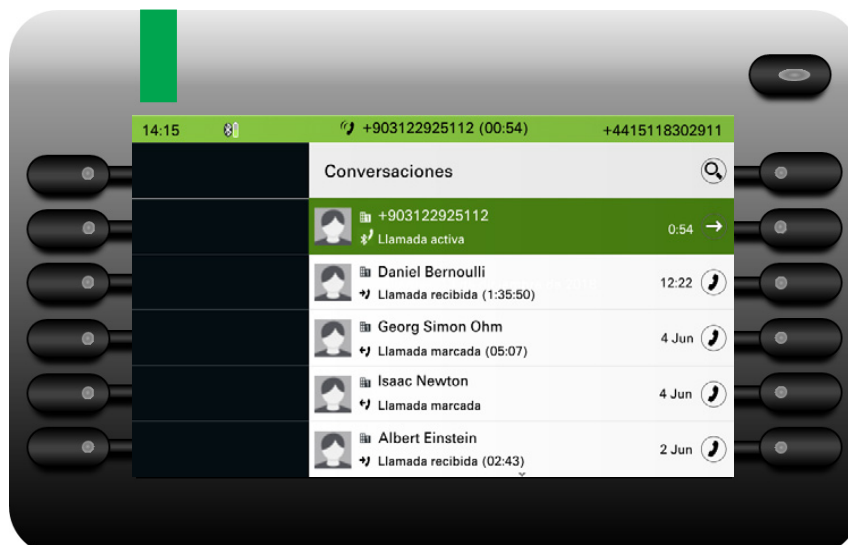 14:15 +903122925112 (00:54) +4415118302911
Conversaciones
+903122925112
Llamada activa
0:54
Daniel Bernoulli
Llamada recibida (1:35:50)
12:22
Georg Simon Ohm
Llamada marcada (05:07)
4 Jun
Isaac Newton
Llamada marcada
4 Jun
Albert Einstein
Llamada recibida (02:43)
2 Jun